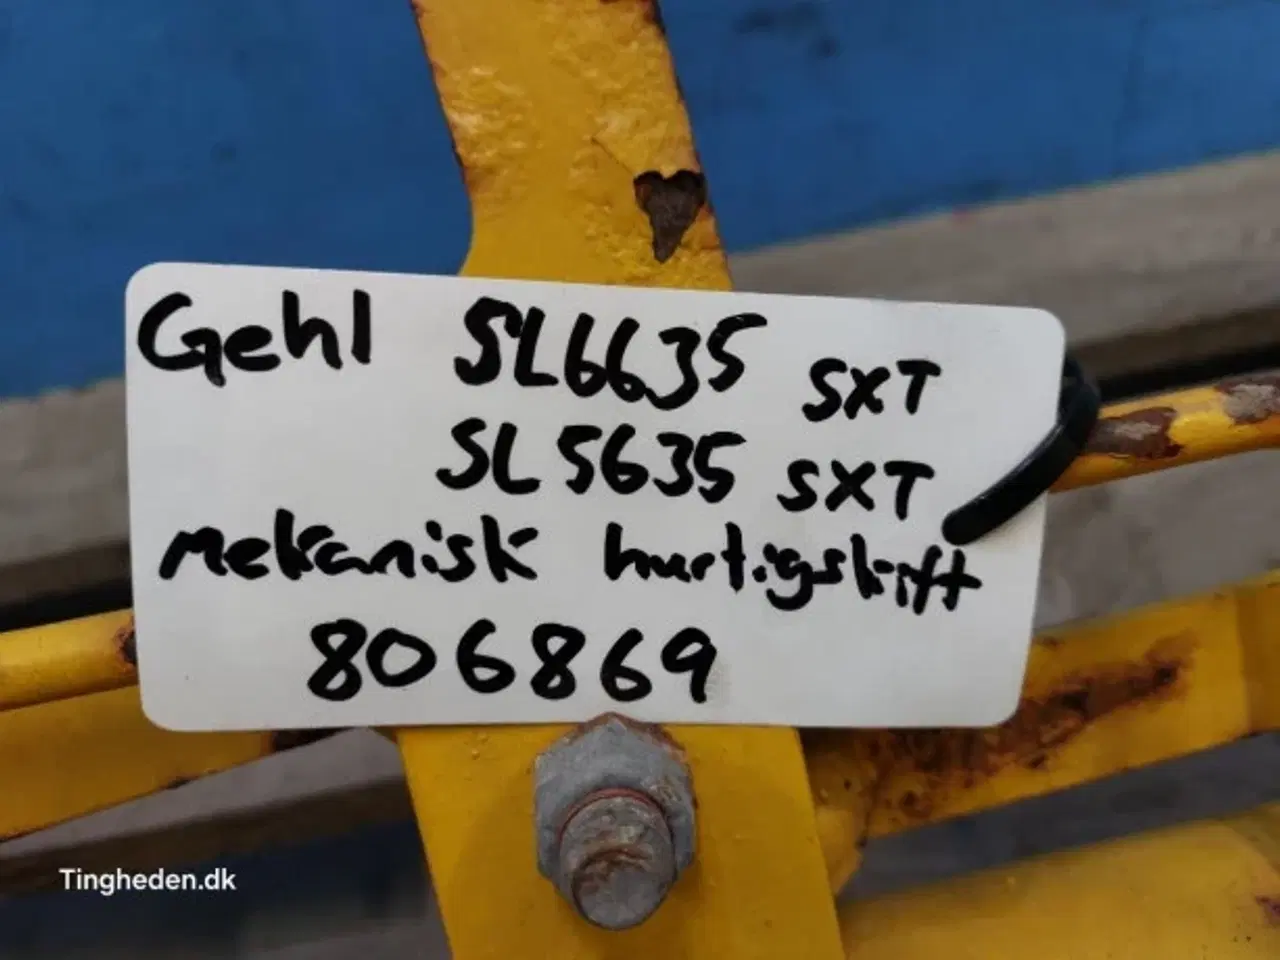 Gehl SL6635 SXT
SL5635 SXT
mekanisk hurtigskift
806869
Tingheden.dk